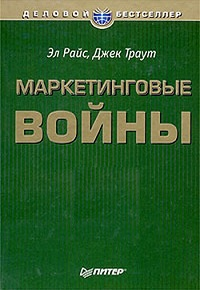 ДЕЛОВОЙ БЕСТСЕЛЛЕР
Эл Райс, Джек Траут
МАРКЕТИНГОВЫЕ
ВОЙНЫ
ПИТЕР